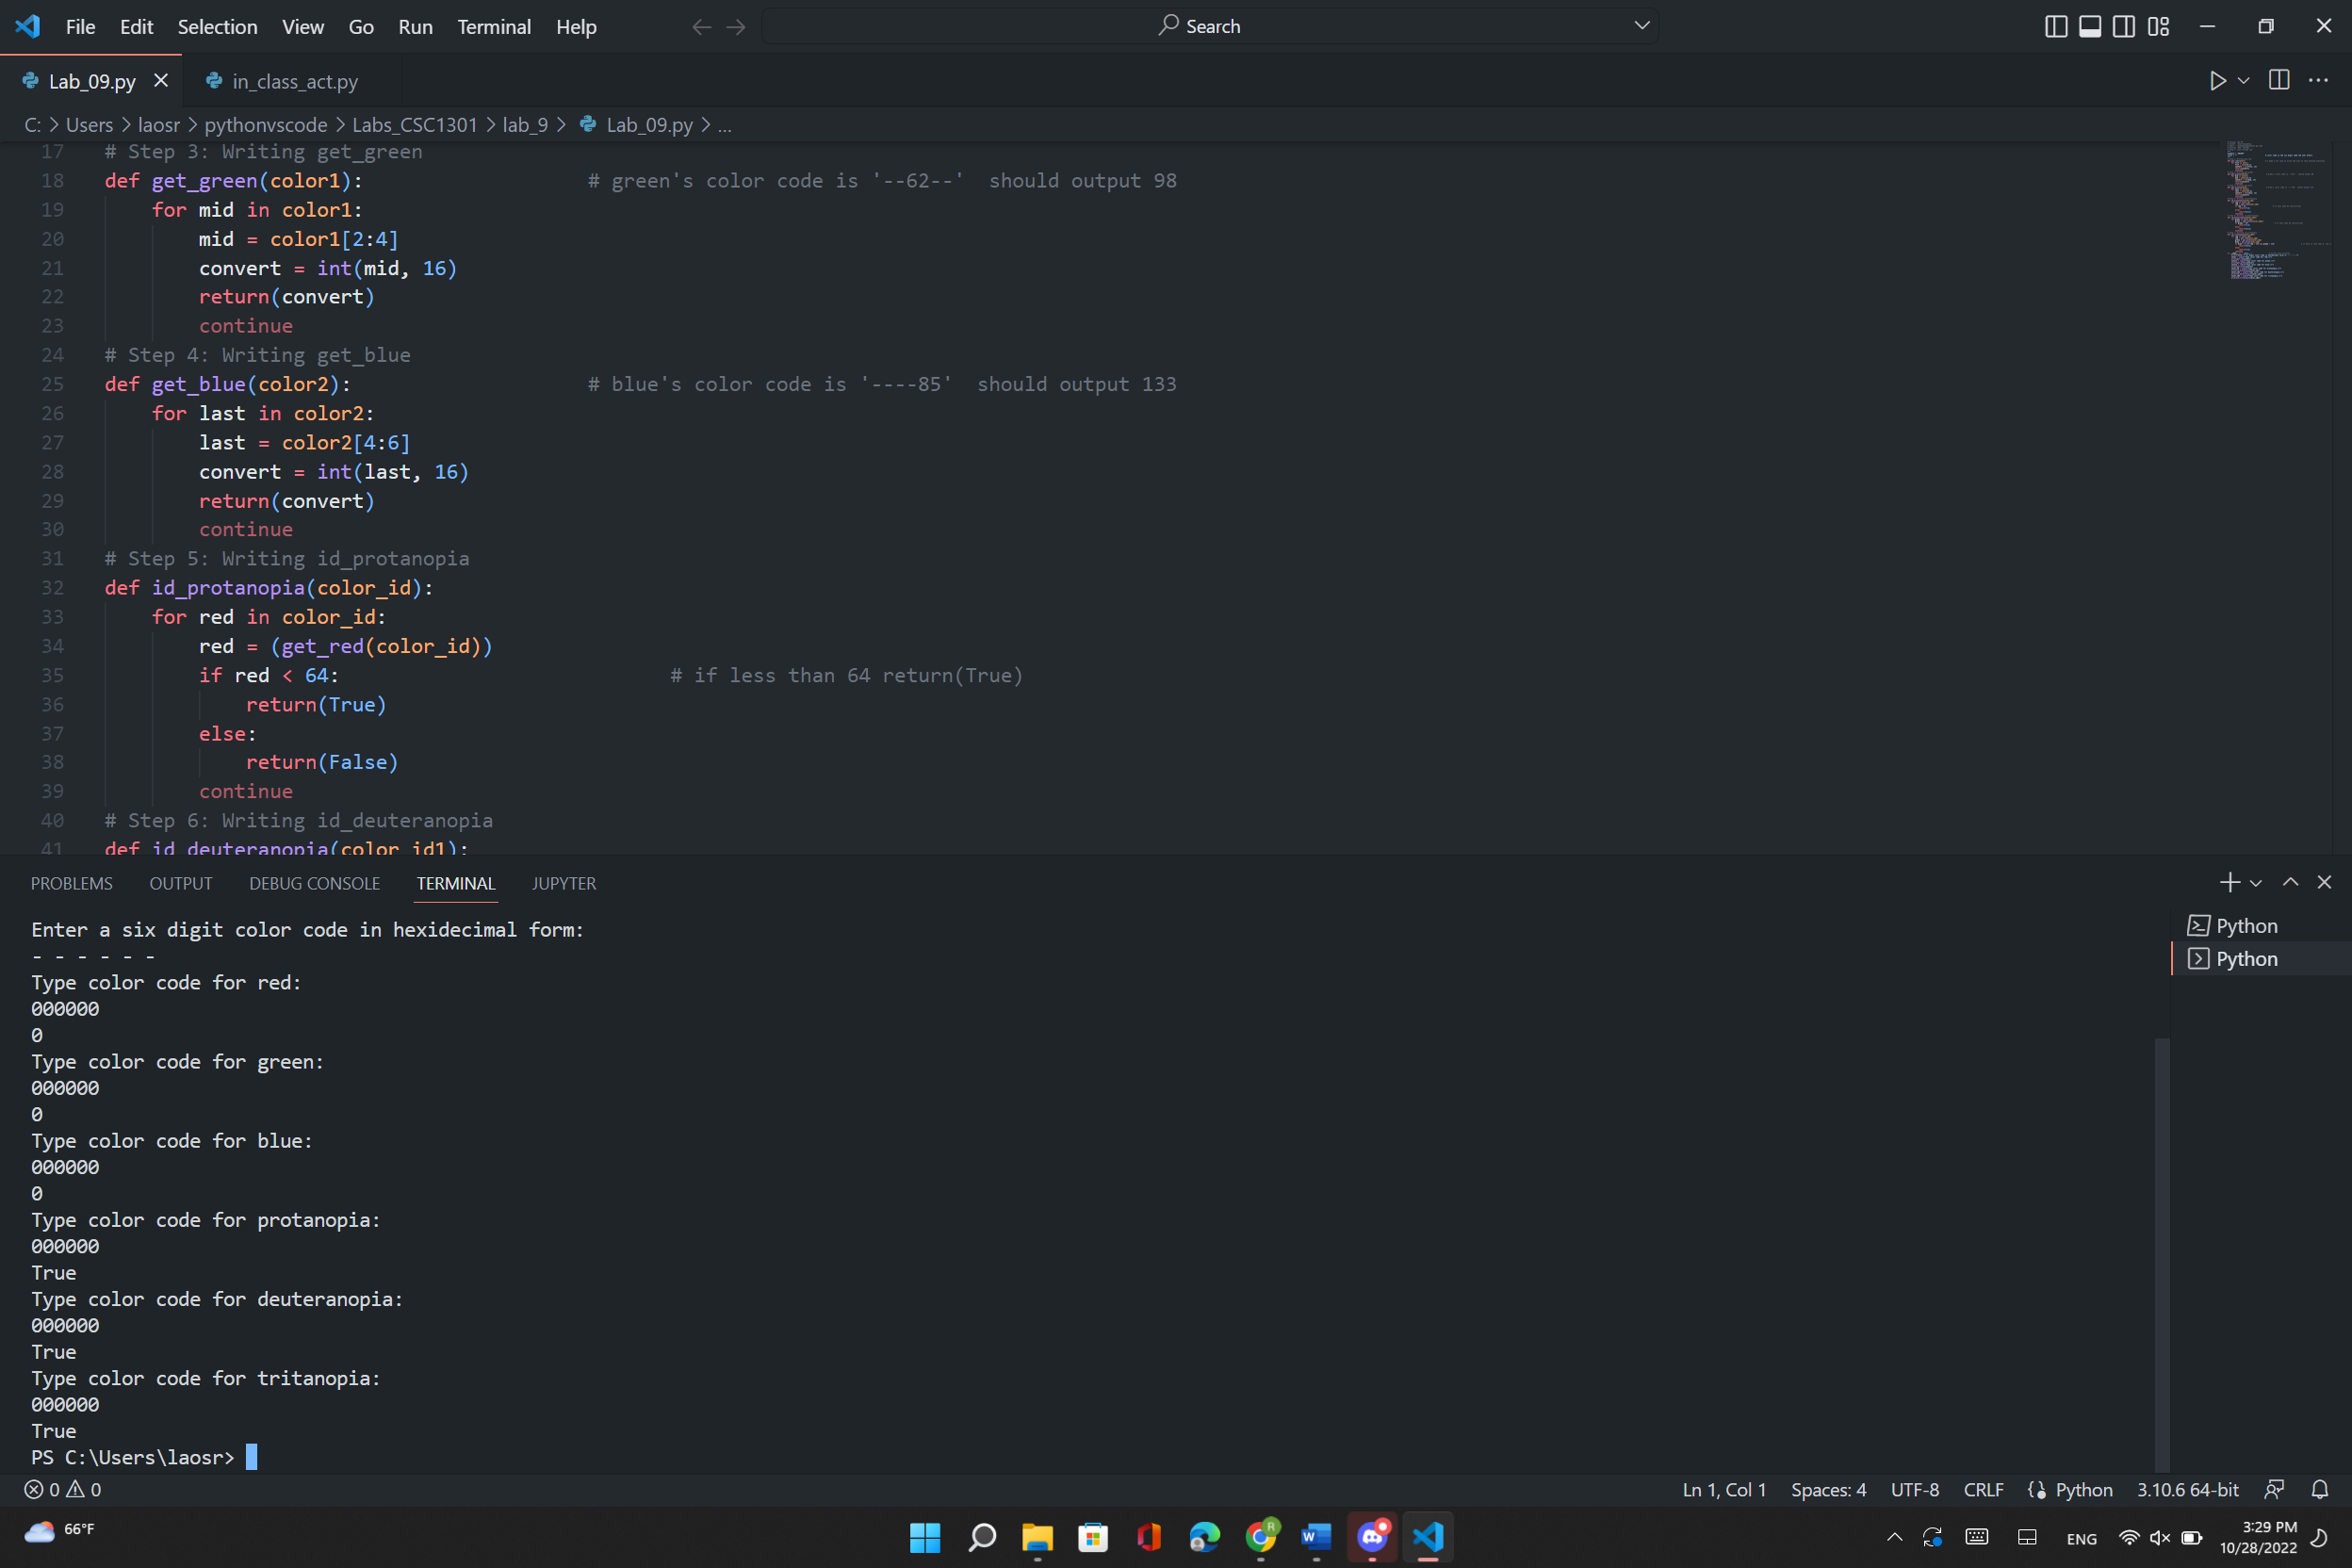 File Edit Selection View Go Run Terminal Help Search
Lab_09.py in_class_act.py
C: > Users > laosr > pythonvscode > Labs_CSC1301 > lab_9 > Lab_09.py > ...
17 # Step 3: Writing get_green
18 def get_green(color1): # green's color code is '--62--' should output 98
19 for mid in color1:
20 mid = color1[2:4]
21 convert = int(mid, 16)
22 return(convert)
23 continue
24 # Step 4: Writing get_blue
25 def get_blue(color2): # blue's color code is '----85' should output 133
26 for last in color2:
27 last = color2[4:6]
28 convert = int(last, 16)
29 return(convert)
30 continue
31 # Step 5: Writing id_protanopia
32 def id_protanopia(color_id):
33 for red in color_id:
34 red = (get_red(color_id))
35 if red < 64: # if less than 64 return(True)
36 return(True)
37 else:
38 return(False)
39 continue
40 # Step 6: Writing id_deuteranopia
41 def id_deuteranopia(color_id1):
PROBLEMS OUTPUT DEBUG CONSOLE TERMINAL JUPYTER
Enter a six digit color code in hexidecimal form:
- - - - - -
Type color code for red:
000000
0
Type color code for green:
000000
0
Type color code for blue:
000000
0
Type color code for protanopia:
000000
True
Type color code for deuteranopia:
000000
True
Type color code for tritanopia:
000000
True
PS C:\Users\laosr>
Python
Python
0 0 Ln 1, Col 1 Spaces: 4 UTF-8 CRLF Python 3.10.6 64-bit
66°F
ENG
3:29 PM
10/28/2022